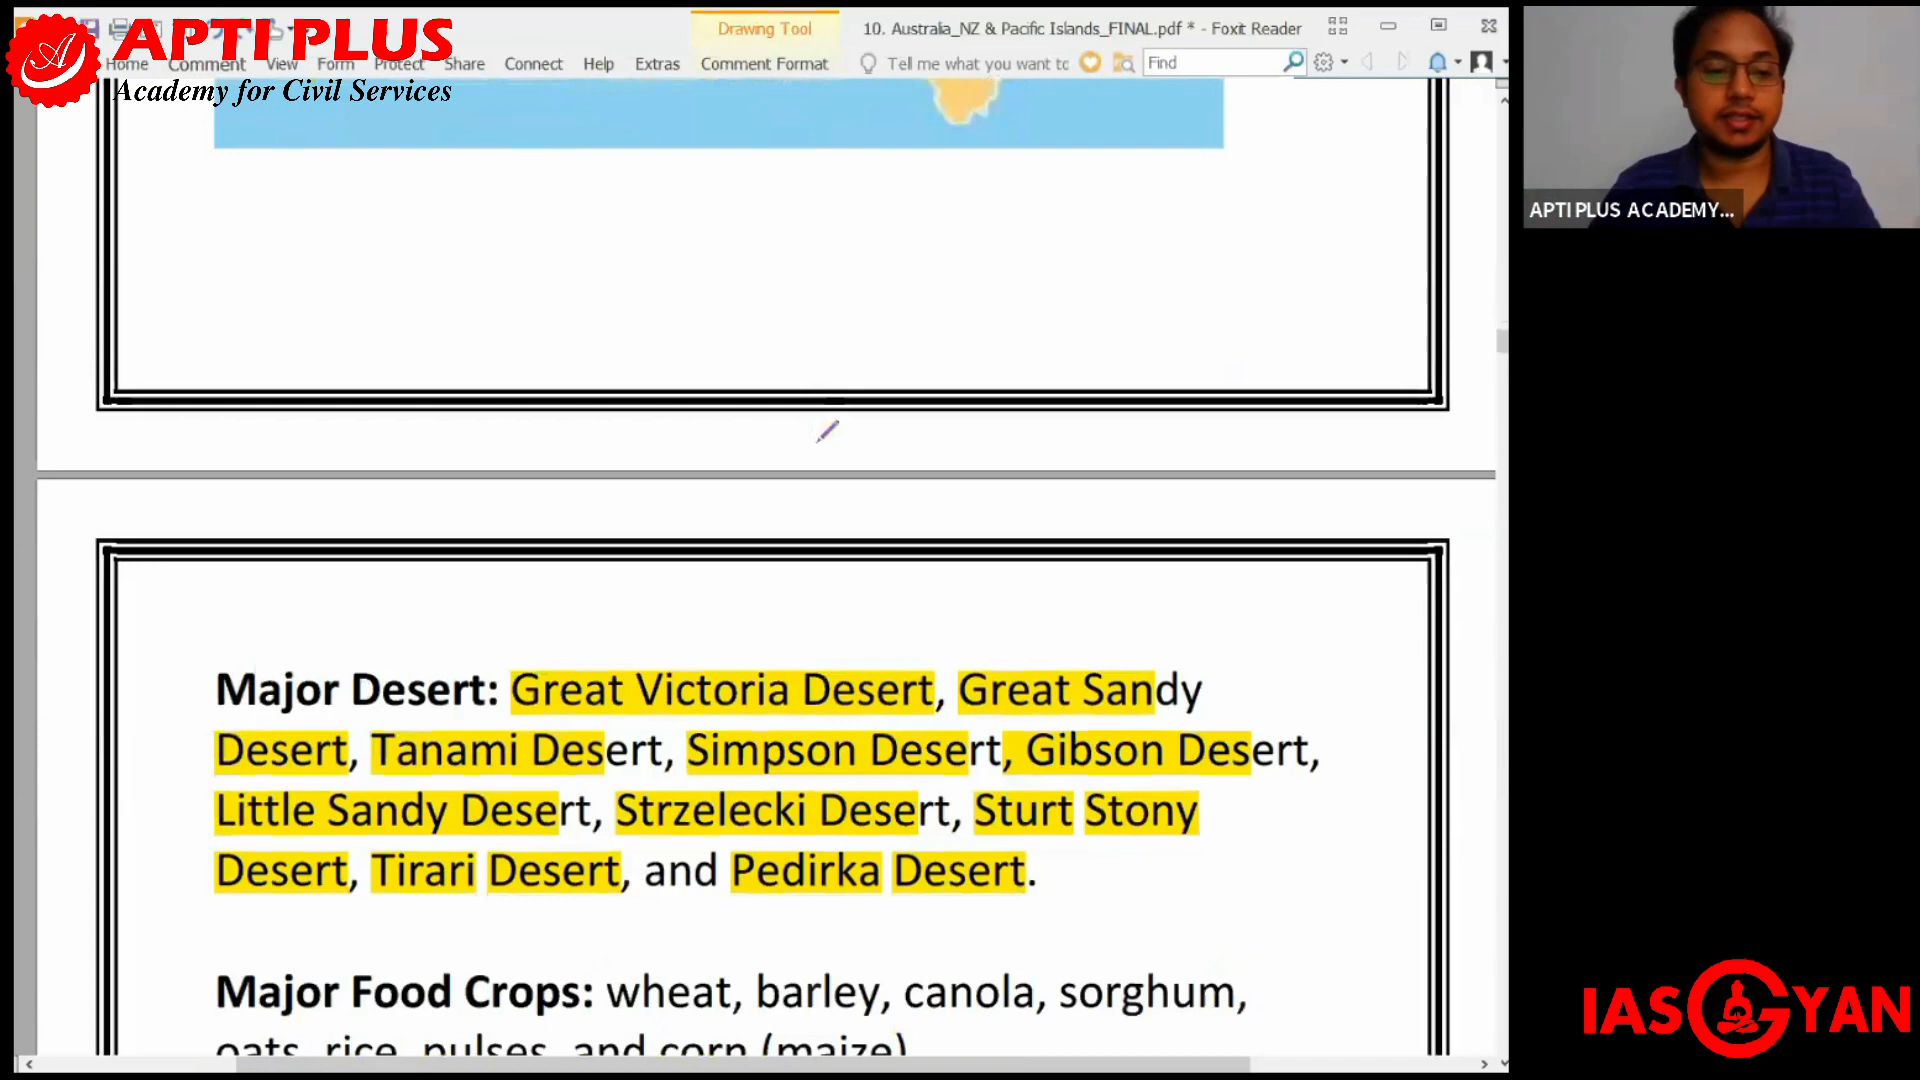 APTI PLUS
Academy for Civil Services
Drawing Tool
10. Australia_NZ & Pacific Islands_FINAL.pdf * - Foxit Reader
Home Comment View Form Protect Share Connect Help Extras Comment Format Tell me what you want tc Find
APTI PLUS ACADEMY...
Major Desert: Great Victoria Desert, Great Sandy
Desert, Tanami Desert, Simpson Desert, Gibson Desert,
Little Sandy Desert, Strzelecki Desert, Sturt Stony
Desert, Tirari Desert, and Pedirka Desert.
Major Food Crops: wheat, barley, canola, sorghum,
oats, rice, pulses, and corn (maize)
IAS GYAN